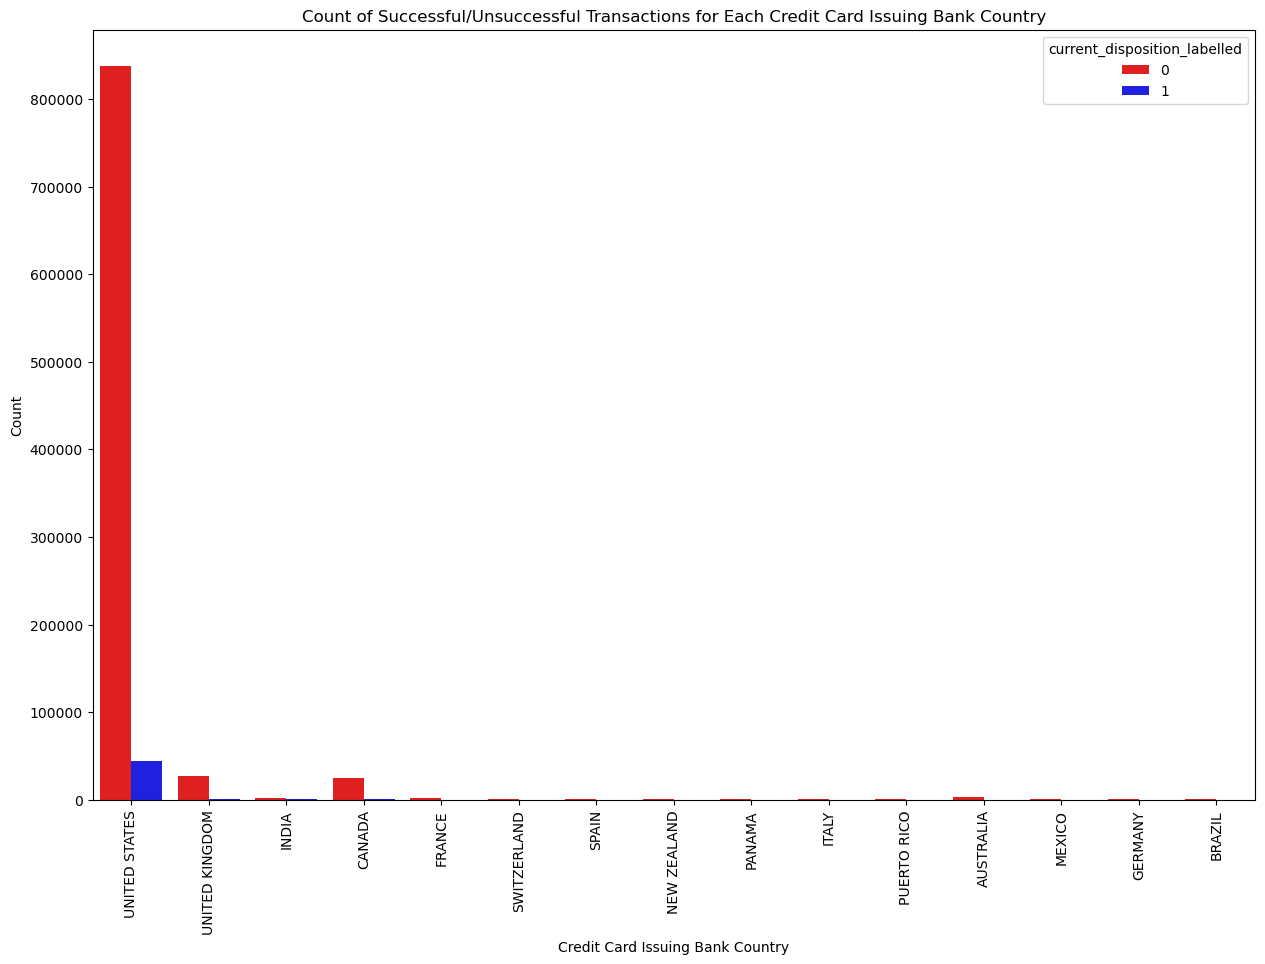 Count of Successful/Unsuccessful Transactions for Each Credit Card Issuing Bank Country
current_disposition_labelled
0
1
800000
700000
600000
500000
400000
300000
200000
100000
0
Count
UNITED STATES
UNITED KINGDOM
INDIA
CANADA
FRANCE
SWITZERLAND
SPAIN
NEW ZEALAND
PANAMA
ITALY
PUERTO RICO
AUSTRALIA
MEXICO
GERMANY
BRAZIL
Credit Card Issuing Bank Country